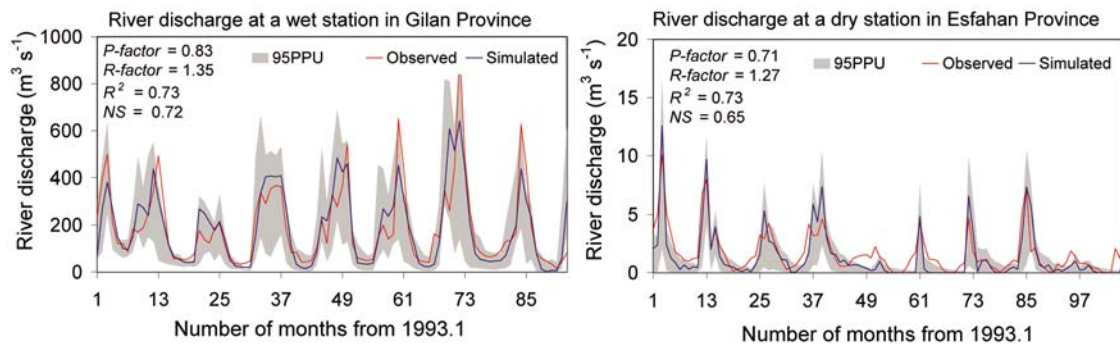 River discharge at a wet station in Gilan Province
River discharge (m³ s⁻¹)
1000
800
600
400
200
0
P-factor = 0.83
R-factor = 1.35
R² = 0.73
NS = 0.72
95PPU Observed Simulated
1 13 25 37 49 61 73 85
Number of months from 1993.1
River discharge at a dry station in Esfahan Province
River discharge (m³ s⁻¹)
20
15
10
5
0
P-factor = 0.71
R-factor = 1.27
R² = 0.73
NS = 0.65
95PPU Observed Simulated
1 13 25 37 49 61 73 85 97
Number of months from 1993.1